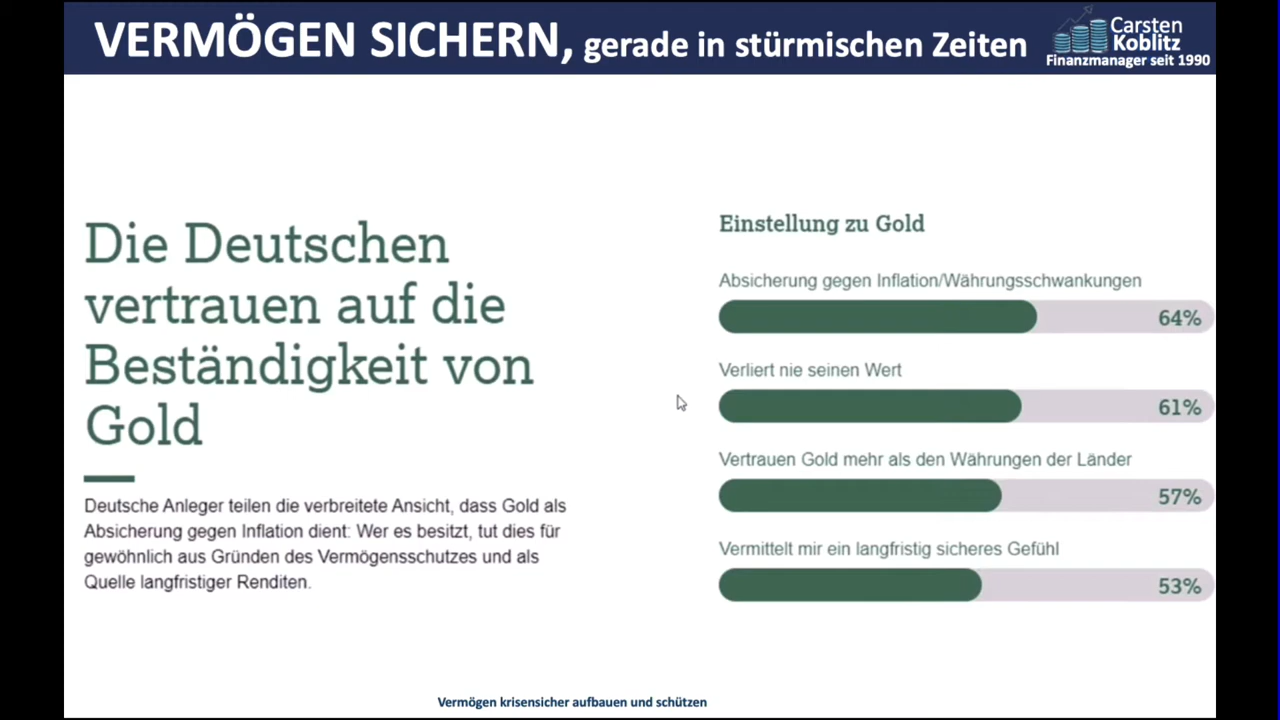 VERMÖGEN SICHERN, gerade in stürmischen Zeiten
Carsten
Koblitz
Finanzmanager seit 1990
Die Deutschen
vertrauen auf die
Beständigkeit von
Gold
Deutsche Anleger teilen die verbreitete Ansicht, dass Gold als
Absicherung gegen Inflation dient: Wer es besitzt, tut dies für
gewöhnlich aus Gründen des Vermögensschutzes und als
Quelle langfristiger Renditen.
Einstellung zu Gold
Absicherung gegen Inflation/Währungsschwankungen
64%
Verliert nie seinen Wert
61%
Vertrauen Gold mehr als den Währungen der Länder
57%
Vermittelt mir ein langfristig sicheres Gefühl
53%
Vermögen krisensicher aufbauen und schützen